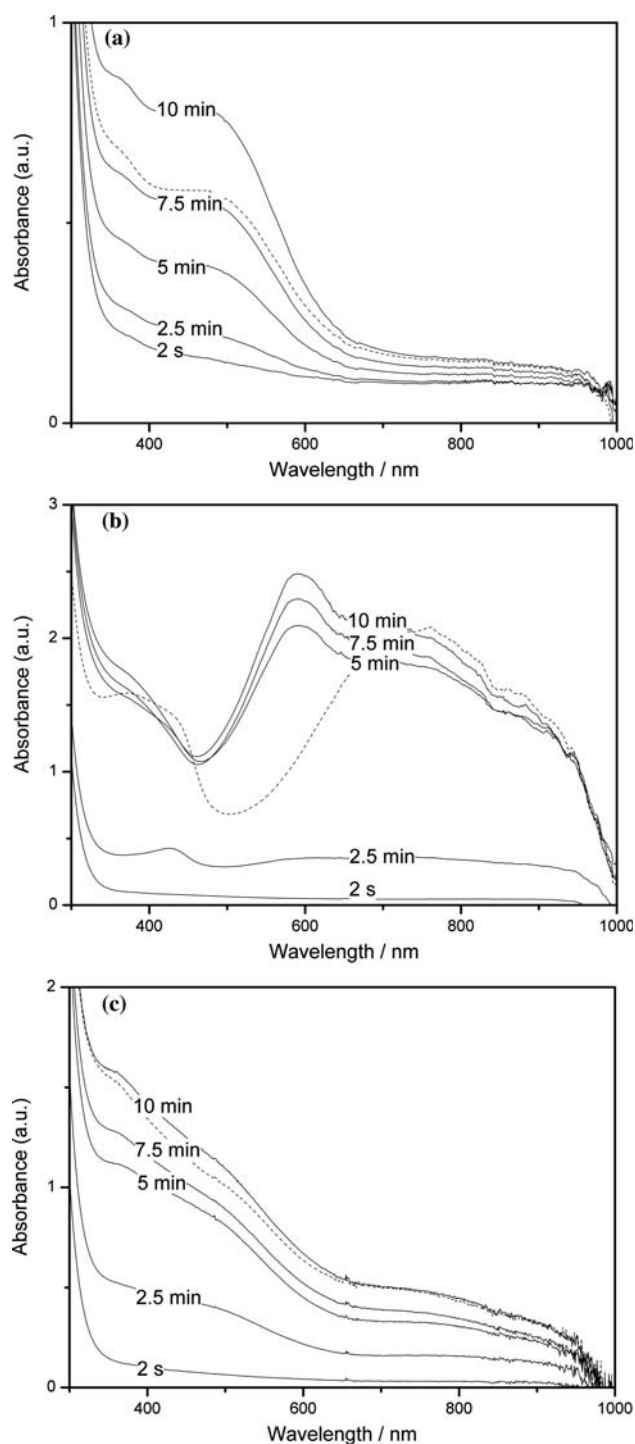 (a)
1
10 min
7.5 min
5 min
2.5 min
2 s
0
400
600
800
1000
Wavelength / nm
Absorbance (a.u.)
(b)
3
2
1
0
10 min
7.5 min
5 min
2.5 min
2 s
400
600
800
1000
Wavelength / nm
Absorbance (a.u.)
(c)
2
1
0
10 min
7.5 min
5 min
2.5 min
2 s
400
600
800
1000
Wavelength / nm
Absorbance (a.u.)